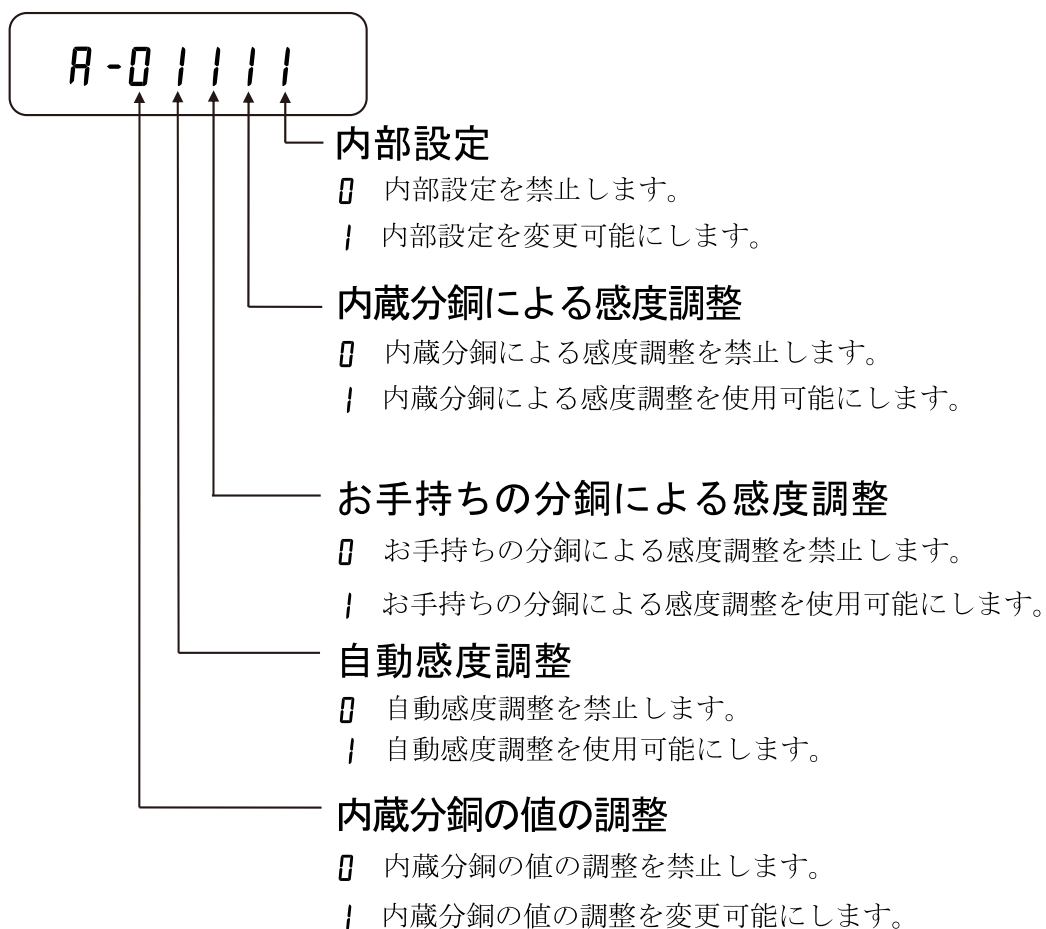 A-01111
内部設定
0 内部設定を禁止します。
1 内部設定を変更可能にします。
内蔵分銅による感度調整
0 内蔵分銅による感度調整を禁止します。
1 内蔵分銅による感度調整を使用可能にします。
お手持ちの分銅による感度調整
0 お手持ちの分銅による感度調整を禁止します。
1 お手持ちの分銅による感度調整を使用可能にします。
自動感度調整
0 自動感度調整を禁止します。
1 自動感度調整を使用可能にします。
内蔵分銅の値の調整
0 内蔵分銅の値の調整を禁止します。
1 内蔵分銅の値の調整を変更可能にします。